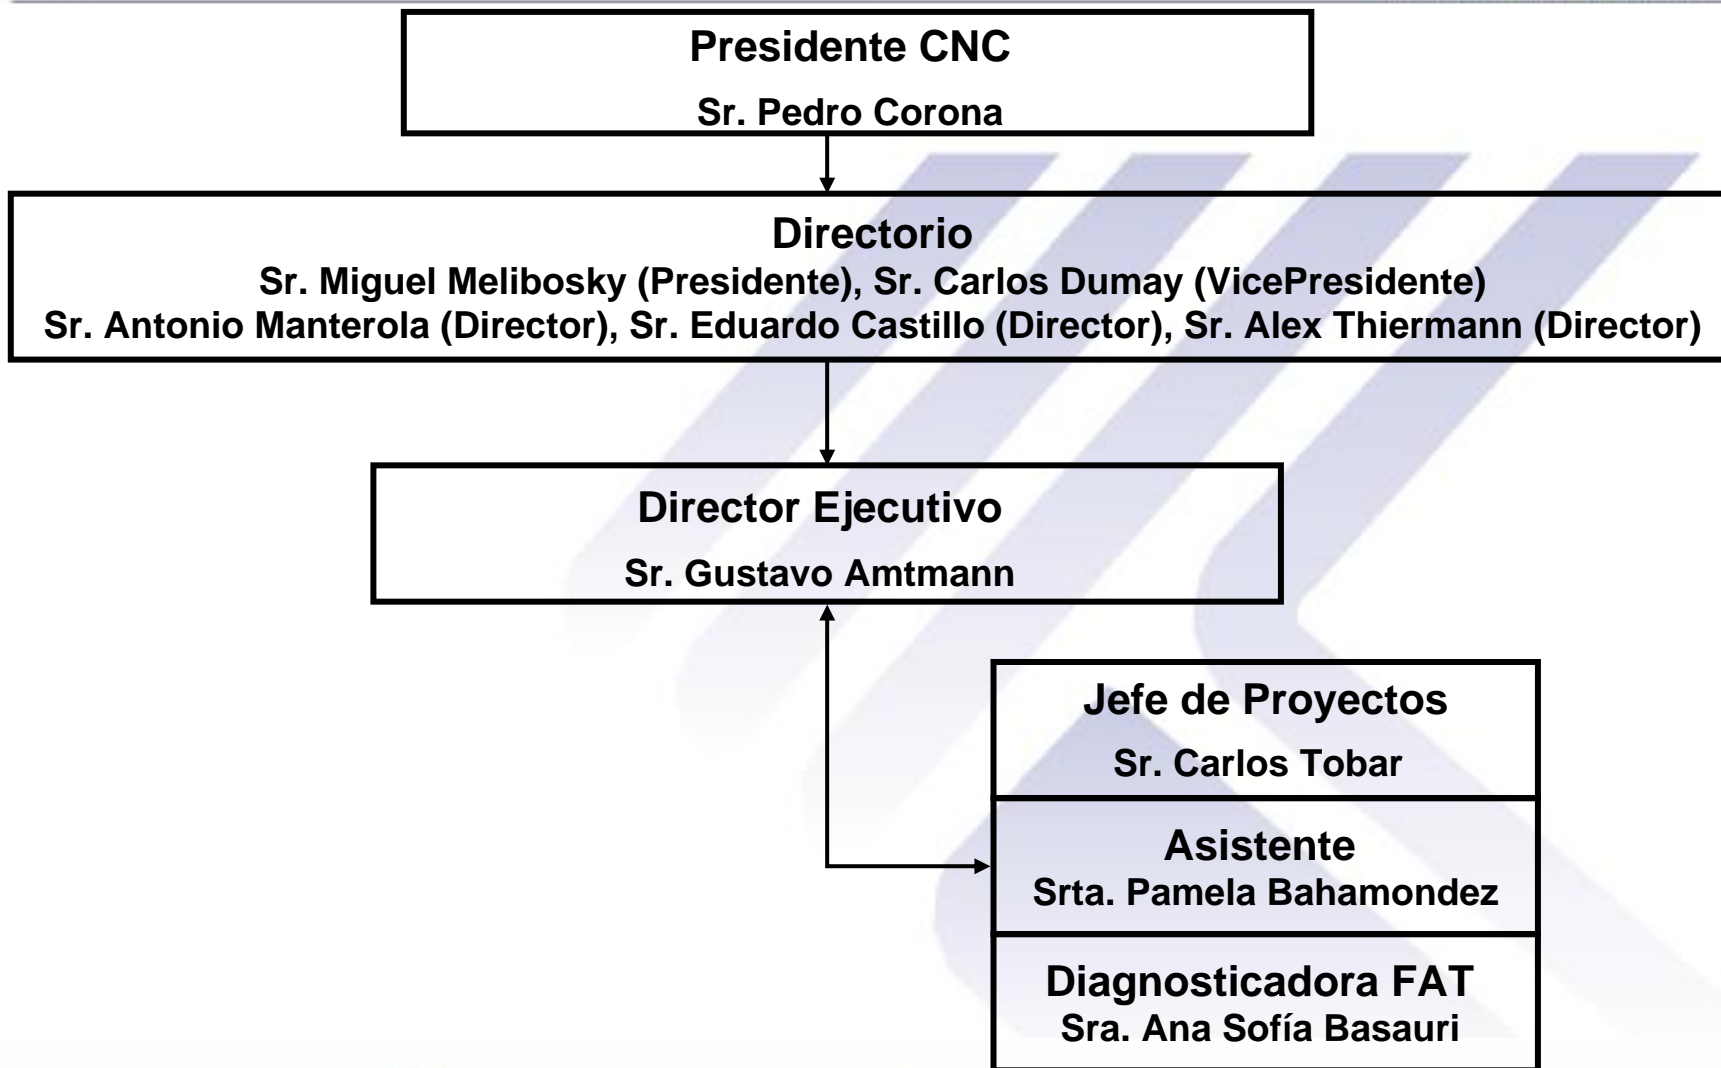 Presidente CNC
Sr. Pedro Corona
Directorio
Sr. Miguel Melibosky (Presidente), Sr. Carlos Dumay (VicePresidente)
Sr. Antonio Manterola (Director), Sr. Eduardo Castillo (Director), Sr. Alex Thiermann (Director)
Director Ejecutivo
Sr. Gustavo Amtmann
Jefe de Proyectos
Sr. Carlos Tobar
Asistente
Srta. Pamela Bahamondez
Diagnosticadora FAT
Sra. Ana Sofía Basauri